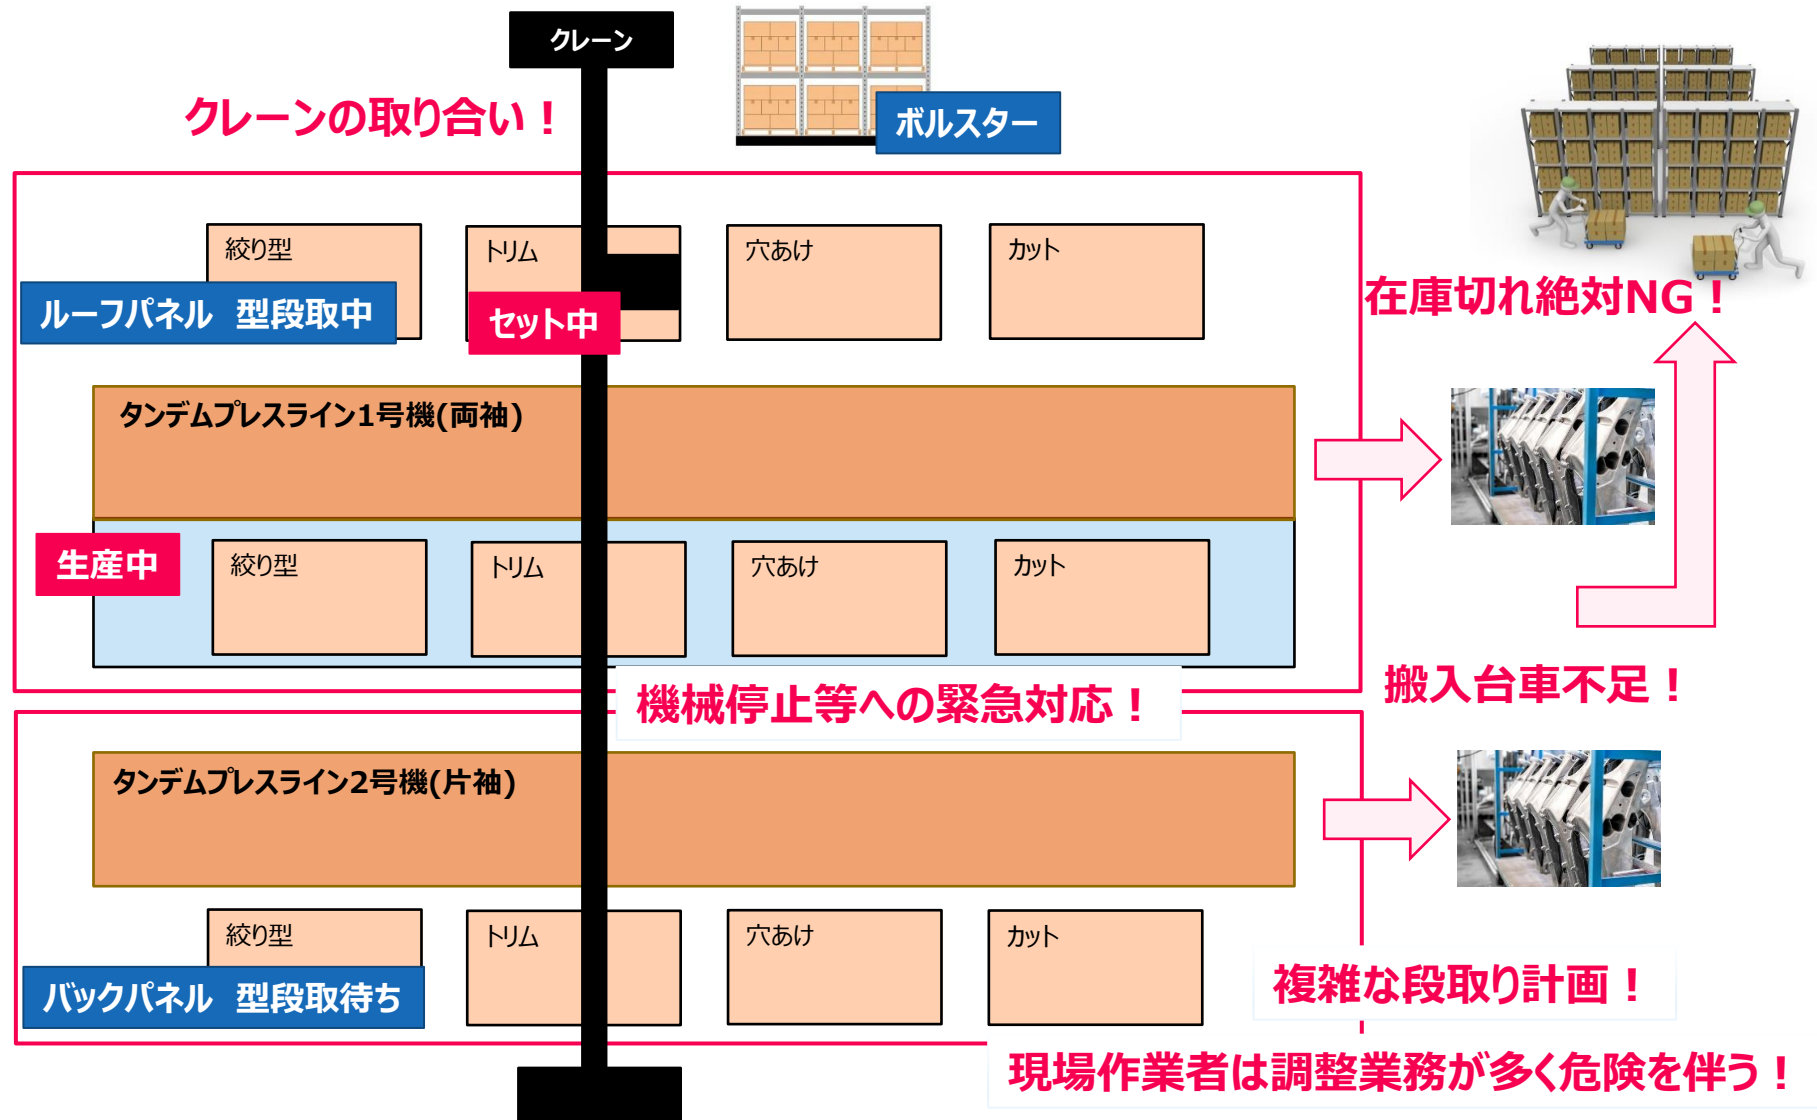 クレーン
クレーンの取り合い！
ボルスター
絞り型
トリム
穴あけ
カット
ルーフパネル　型段取中
セット中
在庫切れ絶対NG！
タンデムプレスライン1号機(両袖)
生産中
絞り型
トリム
穴あけ
カット
機械停止等への緊急対応！
搬入台車不足！
タンデムプレスライン2号機(片袖)
絞り型
トリム
穴あけ
カット
バックパネル　型段取待ち
複雑な段取り計画！
現場作業者は調整業務が多く危険を伴う！